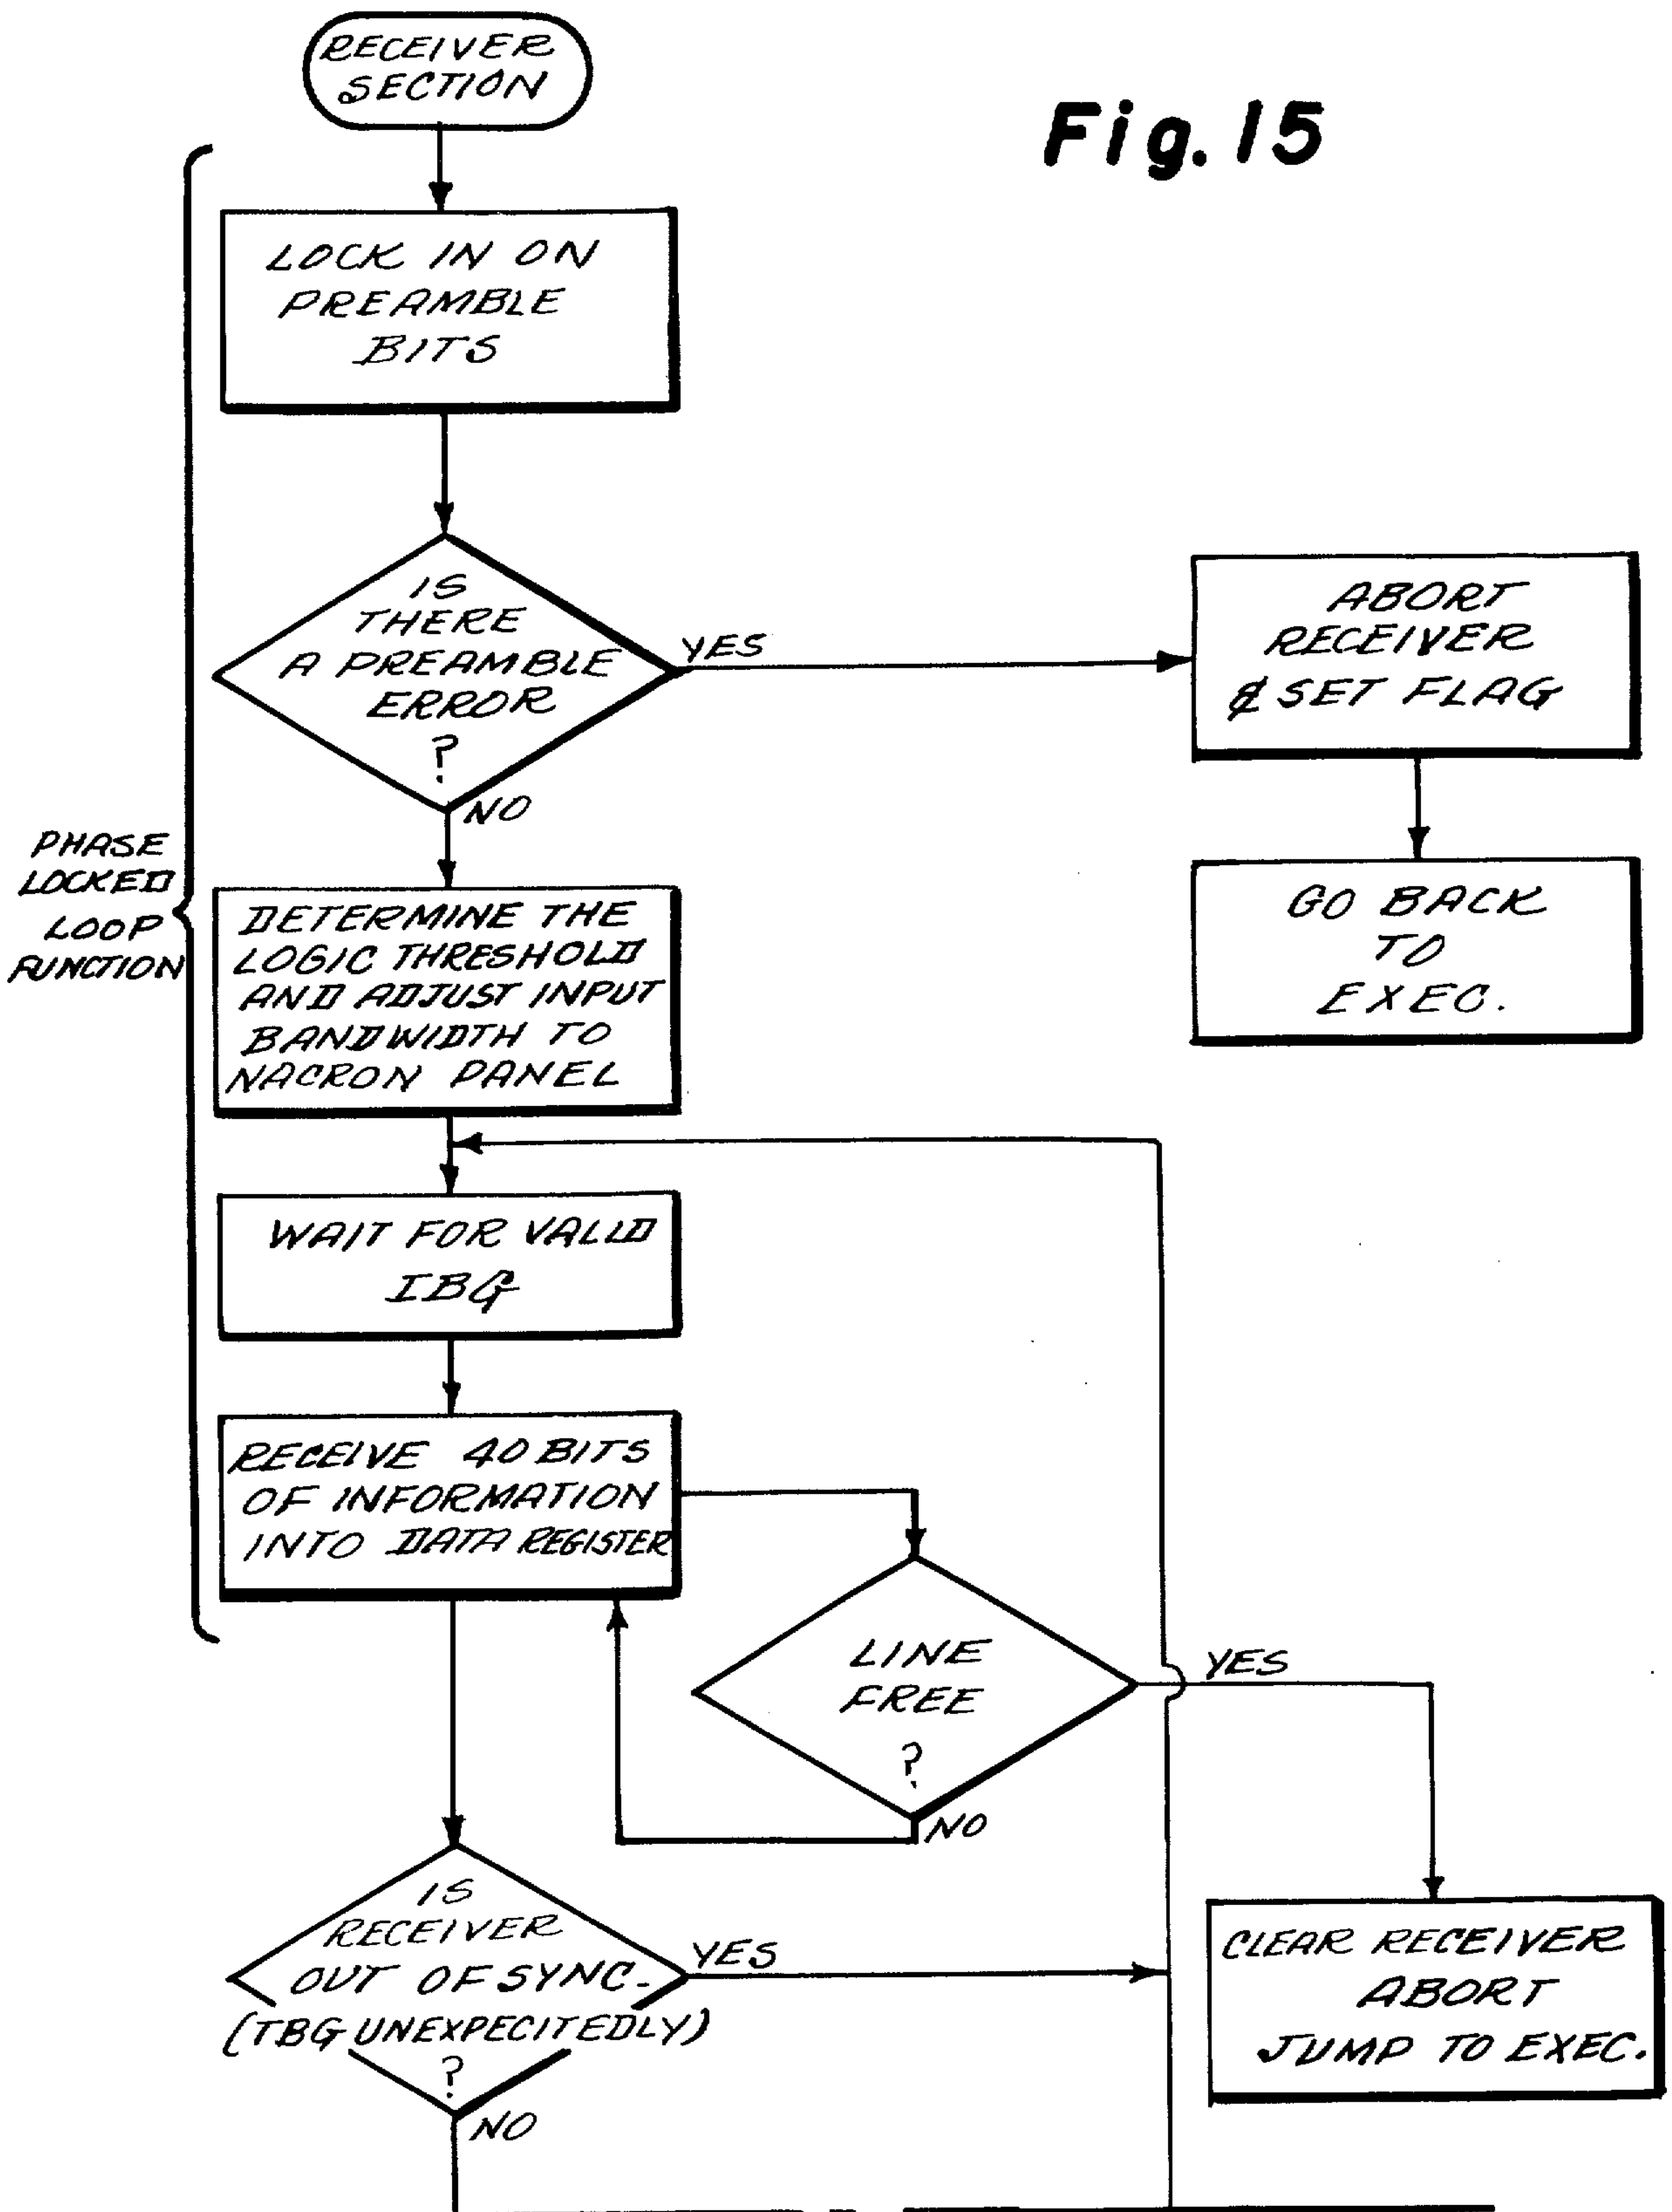 RECEIVER
SECTION
Fig. 15
LOCK IN ON
PREAMBLE
BITS
IS
THERE
A PREAMBLE
ERROR
?
YES
NO
ABORT
RECEIVER
& SET FLAG
GO BACK
TO
EXEC.
PHASE
LOCKED
LOOP
FUNCTION
DETERMINE THE
LOGIC THRESHOLD
AND ADJUST INPUT
BANDWIDTH TO
NACRON PANEL
WAIT FOR VALID
IBG
RECEIVE 40 BITS
OF INFORMATION
INTO DATA REGISTER
LINE
FREE
?
YES
NO
IS
RECEIVER
OUT OF SYNC-
(TBG UNEXPECITEDLY)
?
YES
NO
CLEAR RECEIVER
ABORT
JUMP TO EXEC.